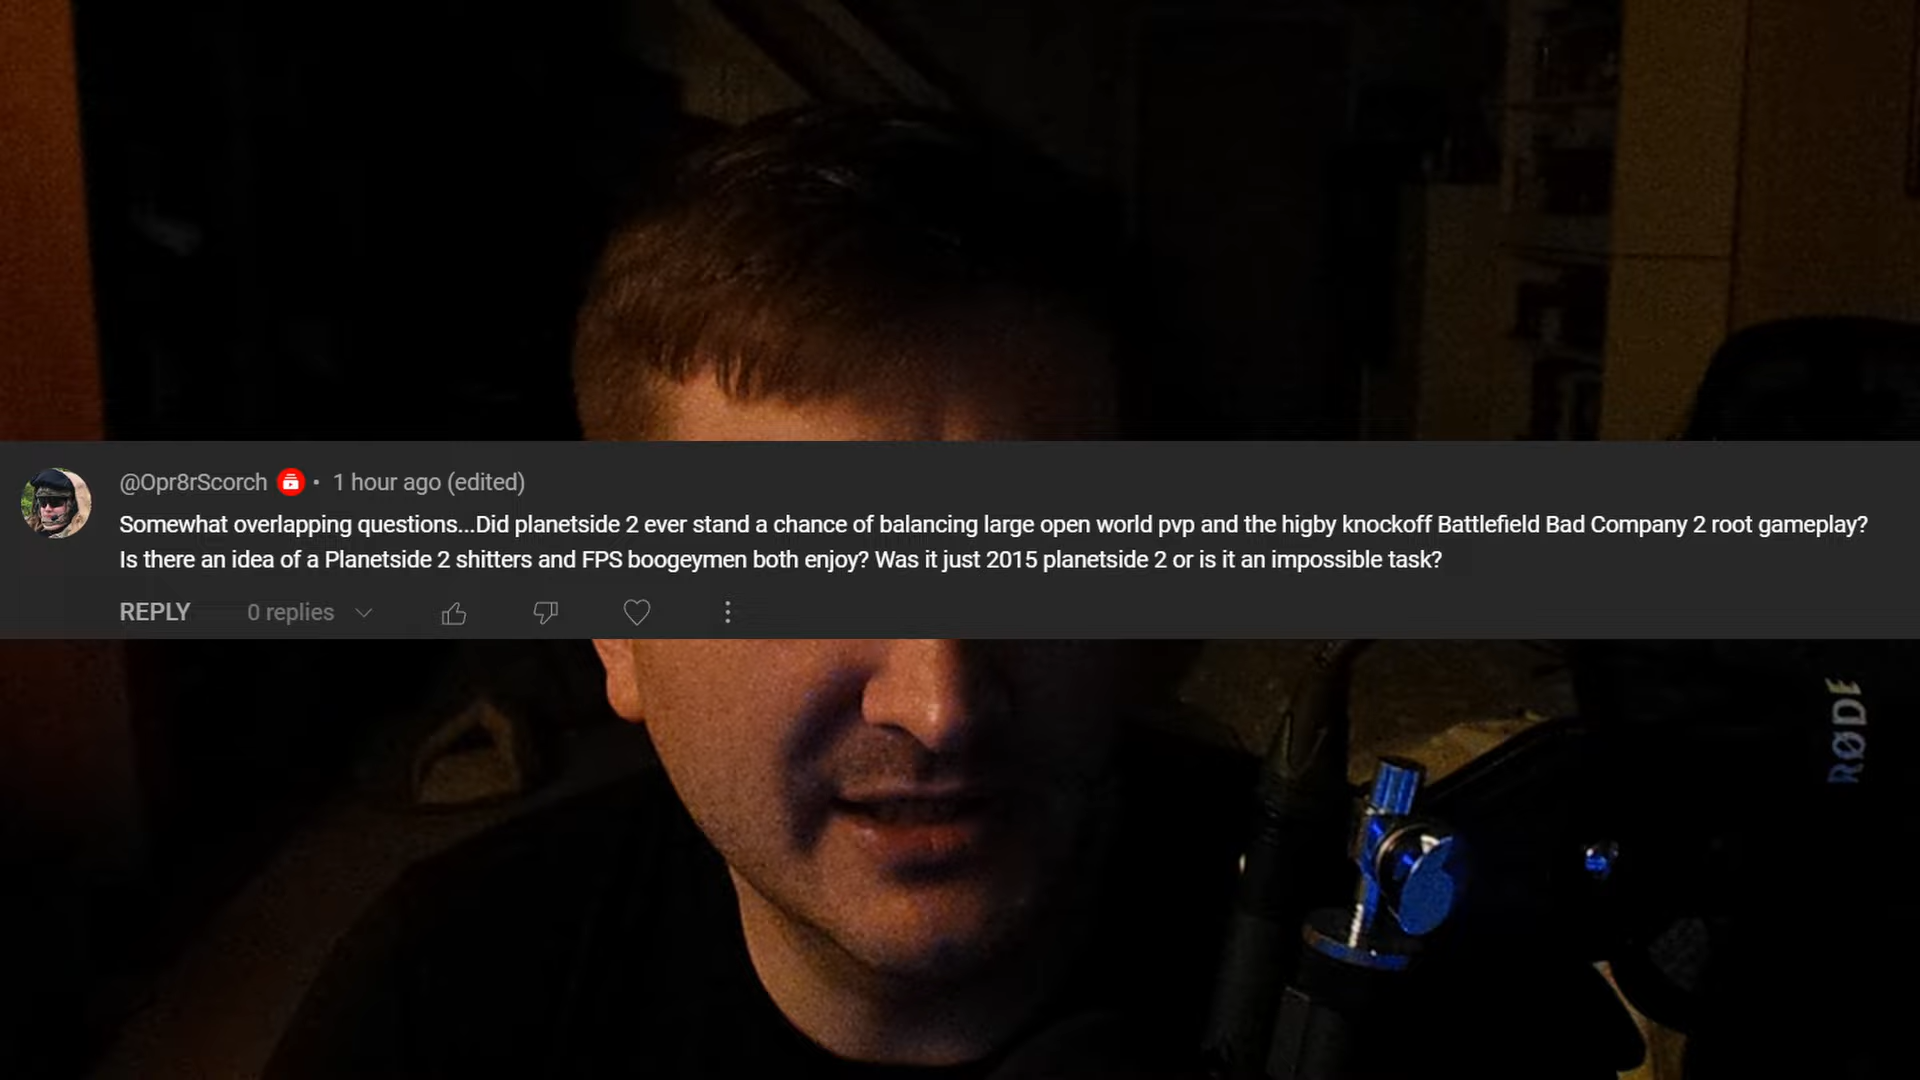 @Opr8rScorch • 1 hour ago (edited)
Somewhat overlapping questions...Did planetside 2 ever stand a chance of balancing large open world pvp and the higby knockoff Battlefield Bad Company 2 root gameplay?
Is there an idea of a Planetside 2 shitters and FPS boogeymen both enjoy? Was it just 2015 planetside 2 or is it an impossible task?
REPLY 0 replies
RØDE